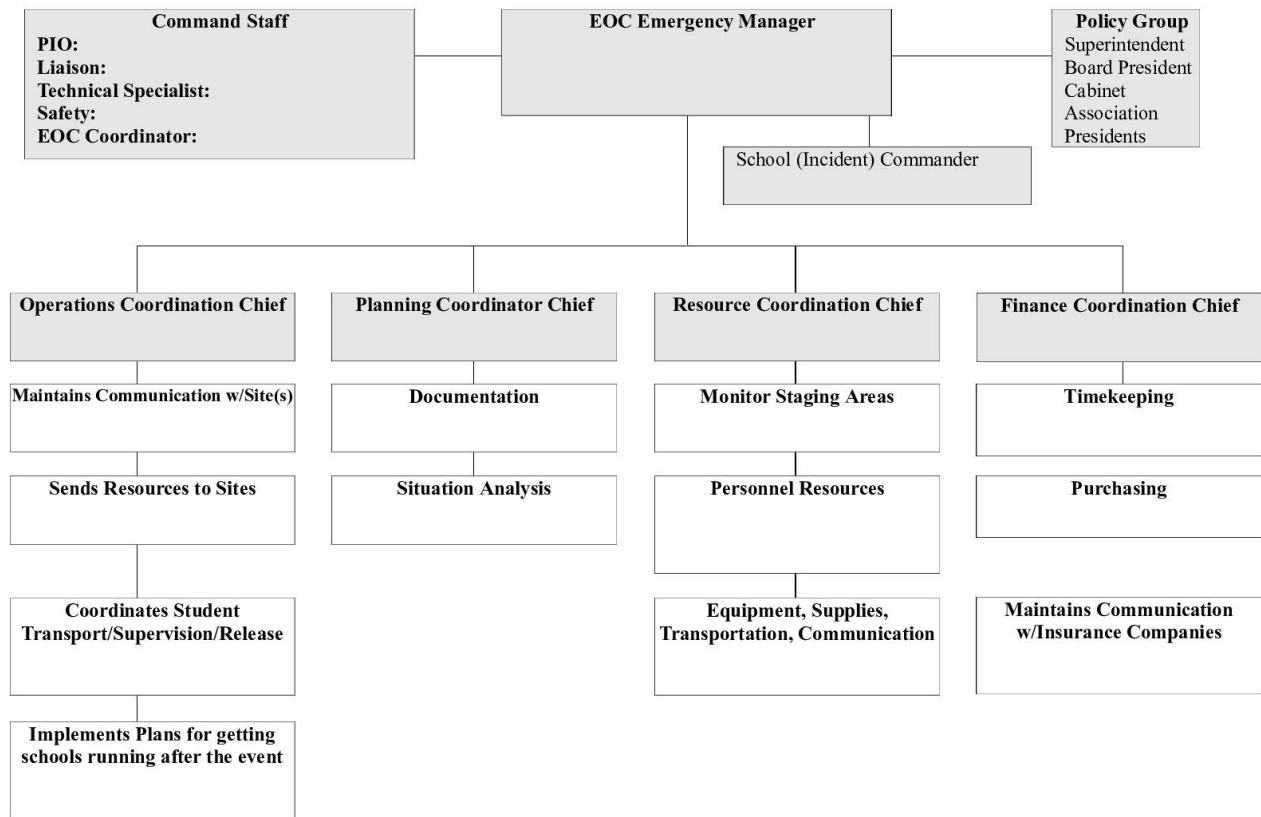 Command Staff
PIO:
Liaison:
Technical Specialist:
Safety:
EOC Coordinator:
EOC Emergency Manager
Policy Group
Superintendent
Board President
Cabinet
Association
Presidents
School (Incident) Commander
Operations Coordination Chief
Planning Coordinator Chief
Resource Coordination Chief
Finance Coordination Chief
Maintains Communication w/Site(s)
Documentation
Monitor Staging Areas
Timekeeping
Sends Resources to Sites
Situation Analysis
Personnel Resources
Purchasing
Coordinates Student
Transport/Supervision/Release
Equipment, Supplies,
Transportation, Communication
Maintains Communication
w/Insurance Companies
Implements Plans for getting
schools running after the event